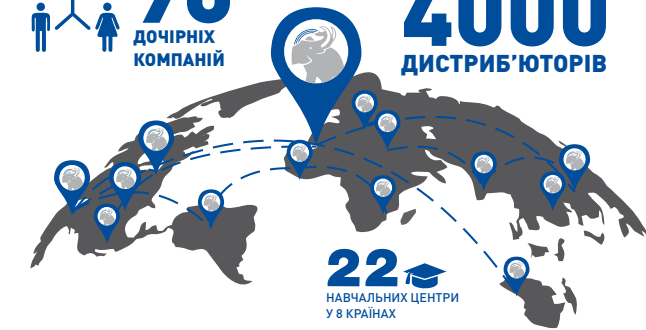 4000
ДОЧІРНІХ
КОМПАНІЙ
ДИСТРИБ’ЮТОРІВ
22
НАВЧАЛЬНИХ ЦЕНТРИ
У 8 КРАЇНАХ